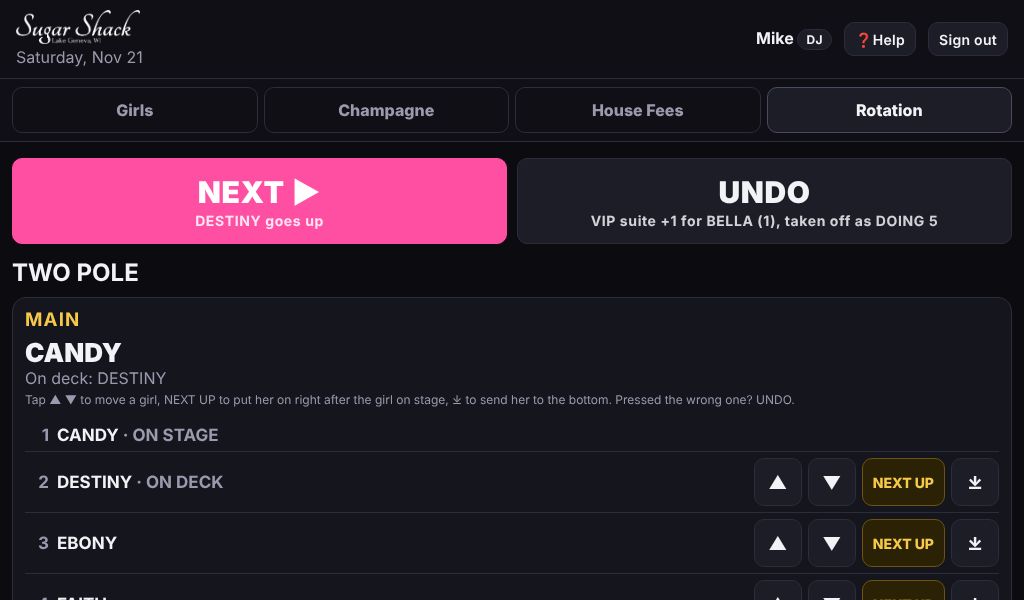 Sugar Shack
Lake Geneva, WI
Saturday, Nov 21
Mike DJ
❓Help
Sign out
Girls
Champagne
House Fees
Rotation
NEXT ▶
DESTINY goes up
UNDO
VIP suite +1 for BELLA (1), taken off as DOING 5
TWO POLE
MAIN
CANDY
On deck: DESTINY
Tap ▲ ▼ to move a girl, NEXT UP to put her on right after the girl on stage, ⤓ to send her to the bottom. Pressed the wrong one? UNDO.
1 CANDY · ON STAGE
2 DESTINY · ON DECK
▲ ▼ NEXT UP ⤓
3 EBONY
▲ ▼ NEXT UP ⤓